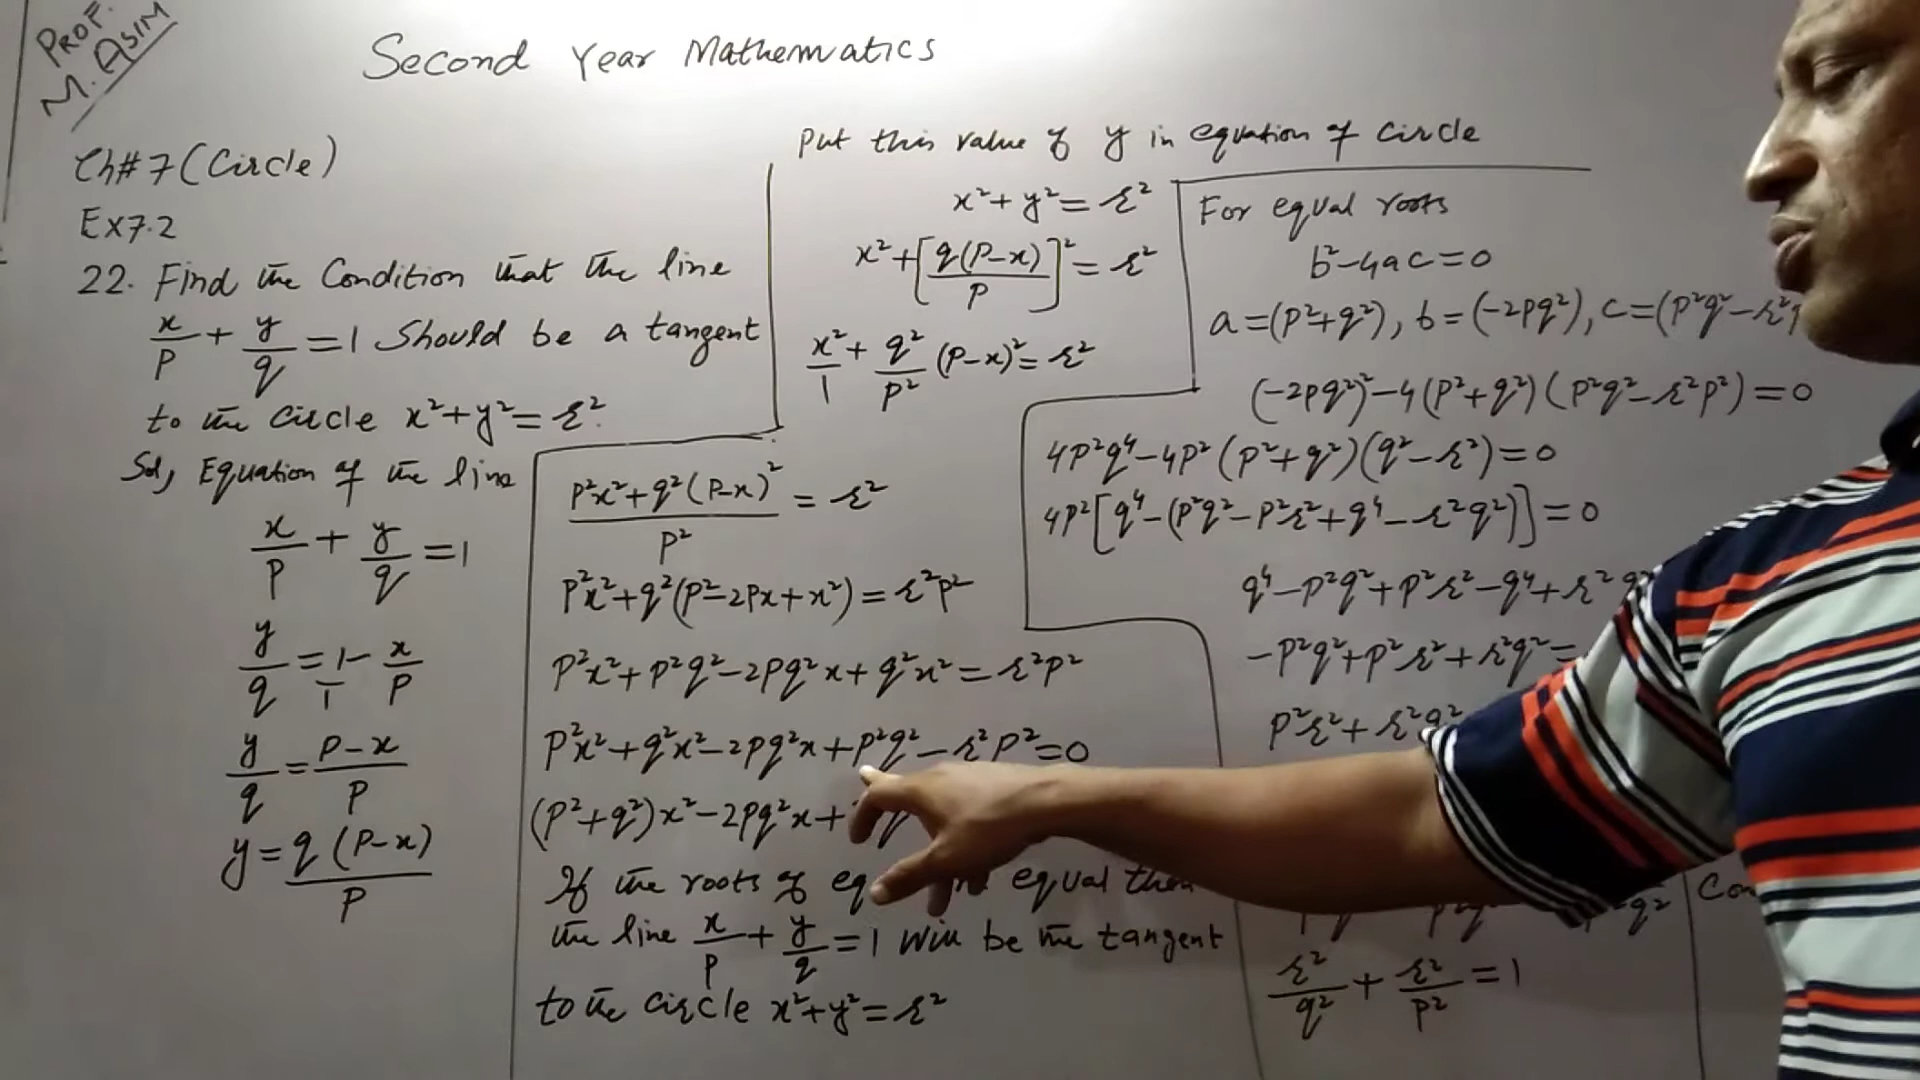 PROF.
M. ASIM
Second Year Mathematics
Ch# 7 (Circle)
Ex 7.2
22. Find the Condition that the line
x/p + y/q = 1 Should be a tangent
to the circle x² + y² = r².
Sol, Equation of the line
x/p + y/q = 1
y/q = 1/1 - x/p
y/q = (p-x)/p
y = q(p-x)/p
Put this value of y in equation of circle
x² + y² = r²
x² + [q(p-x)/p]² = r²
x²/1 + q²/p² (p-x)² = r²
(p²x² + q²(p-x)²)/p² = r²
p²x² + q²(p² - 2px + x²) = r²p²
p²x² + p²q² - 2pq²x + q²x² = r²p²
p²x² + q²x² - 2pq²x + p²q² - r²p² = 0
(p² + q²)x² - 2pq²x +
If the roots of equal then
the line x/p + y/q = 1 will be the tangent
to the circle x² + y² = r²
For equal roots
b² - 4ac = 0
a = (p² + q²), b = (-2pq²), c = (p²q² - r²p
(-2pq²)² - 4(p² + q²)(p²q² - r²p²) = 0
4p²q⁴ - 4p²(p² + q²)(q² - r²) = 0
4p²[q⁴ - (p²q² - p²r² + q⁴ - r²q²)] = 0
q⁴ - p²q² + p²r² - q⁴ + r²
-p²q² + p²r² + r²q² =
p²r² + r²q²
r²/q² + r²/p² = 1